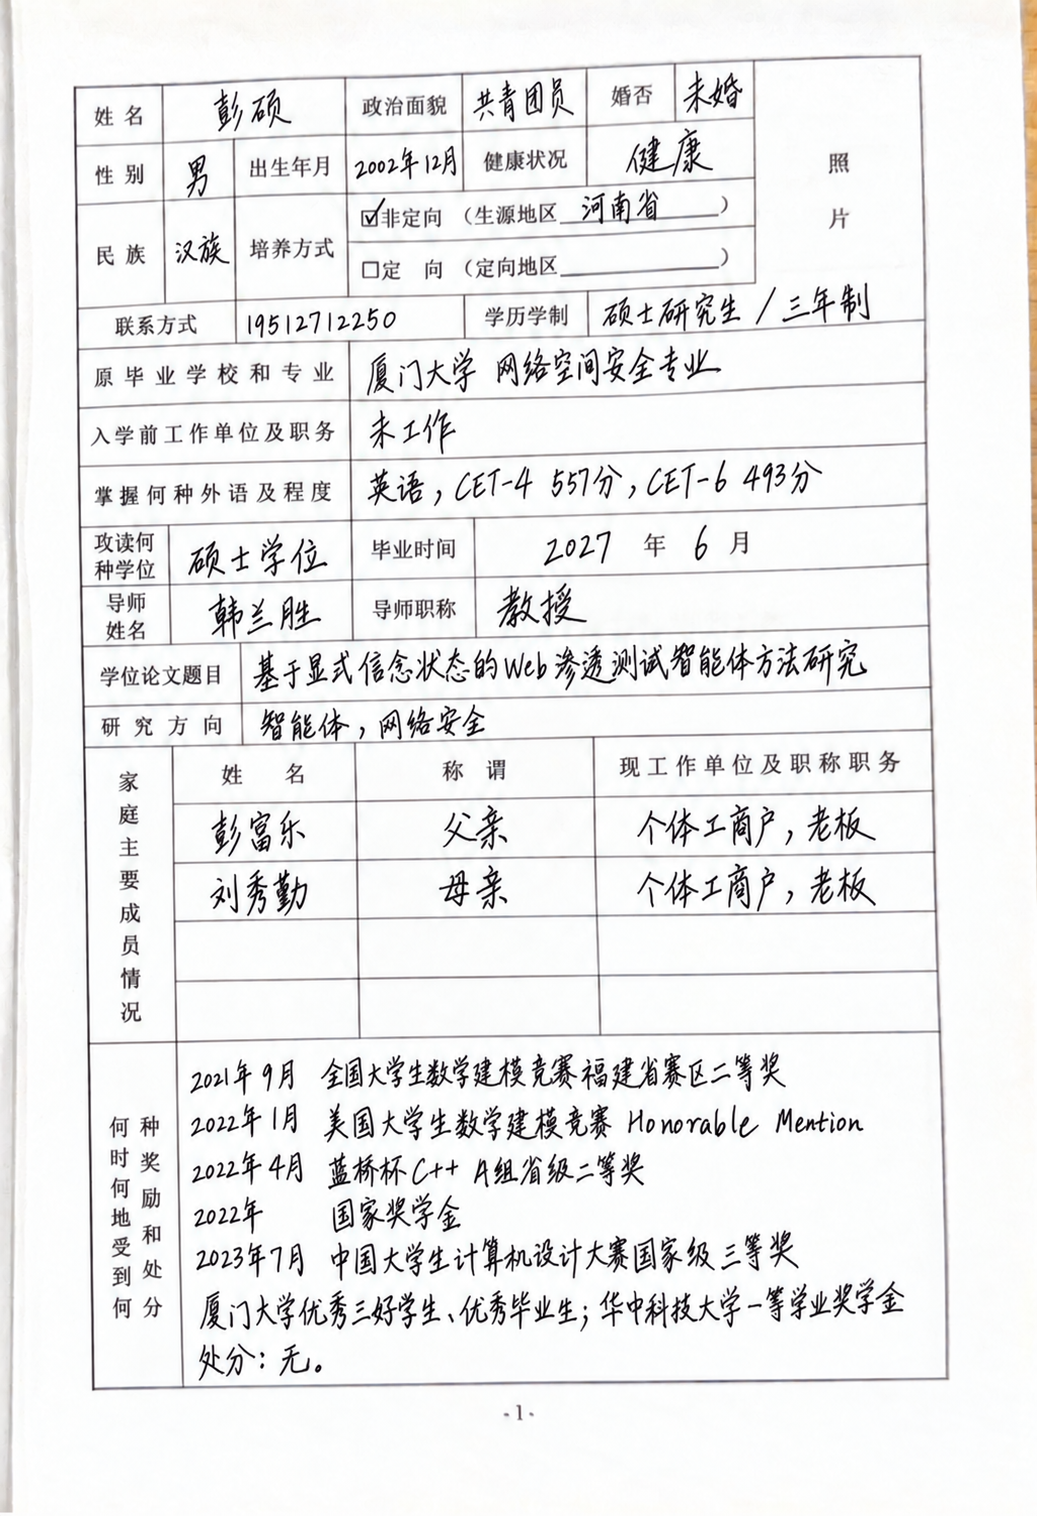 姓名 彭硕 政治面貌 共青团员 婚否 未婚 照片
性别 男 出生年月 2002年12月 健康状况 健康
民族 汉族 培养方式 ☑非定向（生源地区 河南省）
□定 向（定向地区）
联系方式 19512712250 学历学制 硕士研究生/三年制
原毕业学校和专业 厦门大学 网络空间安全专业
入学前工作单位及职务 未工作
掌握何种外语及程度 英语，CET-4 557分，CET-6 493分
攻读何种学位 硕士学位 毕业时间 2027 年 6 月
导师姓名 韩兰胜 导师职称 教授
学位论文题目 基于显式信念状态的Web渗透测试智能体方法研究
研究方向 智能体，网络安全
家庭主要成员情况 姓名 称谓 现工作单位及职称职务
彭富乐 父亲 个体工商户，老板
刘秀勤 母亲 个体工商户，老板
何时何地受到何种奖励和处分
2021年9月 全国大学生数学建模竞赛福建省赛区二等奖
2022年1月 美国大学生数学建模竞赛 Honorable Mention
2022年4月 蓝桥杯C++ A组省级二等奖
2022年 国家奖学金
2023年7月 中国大学生计算机设计大赛国家级三等奖
厦门大学优秀三好学生、优秀毕业生；华中科技大学一等学业奖学金
处分：无。
-1-